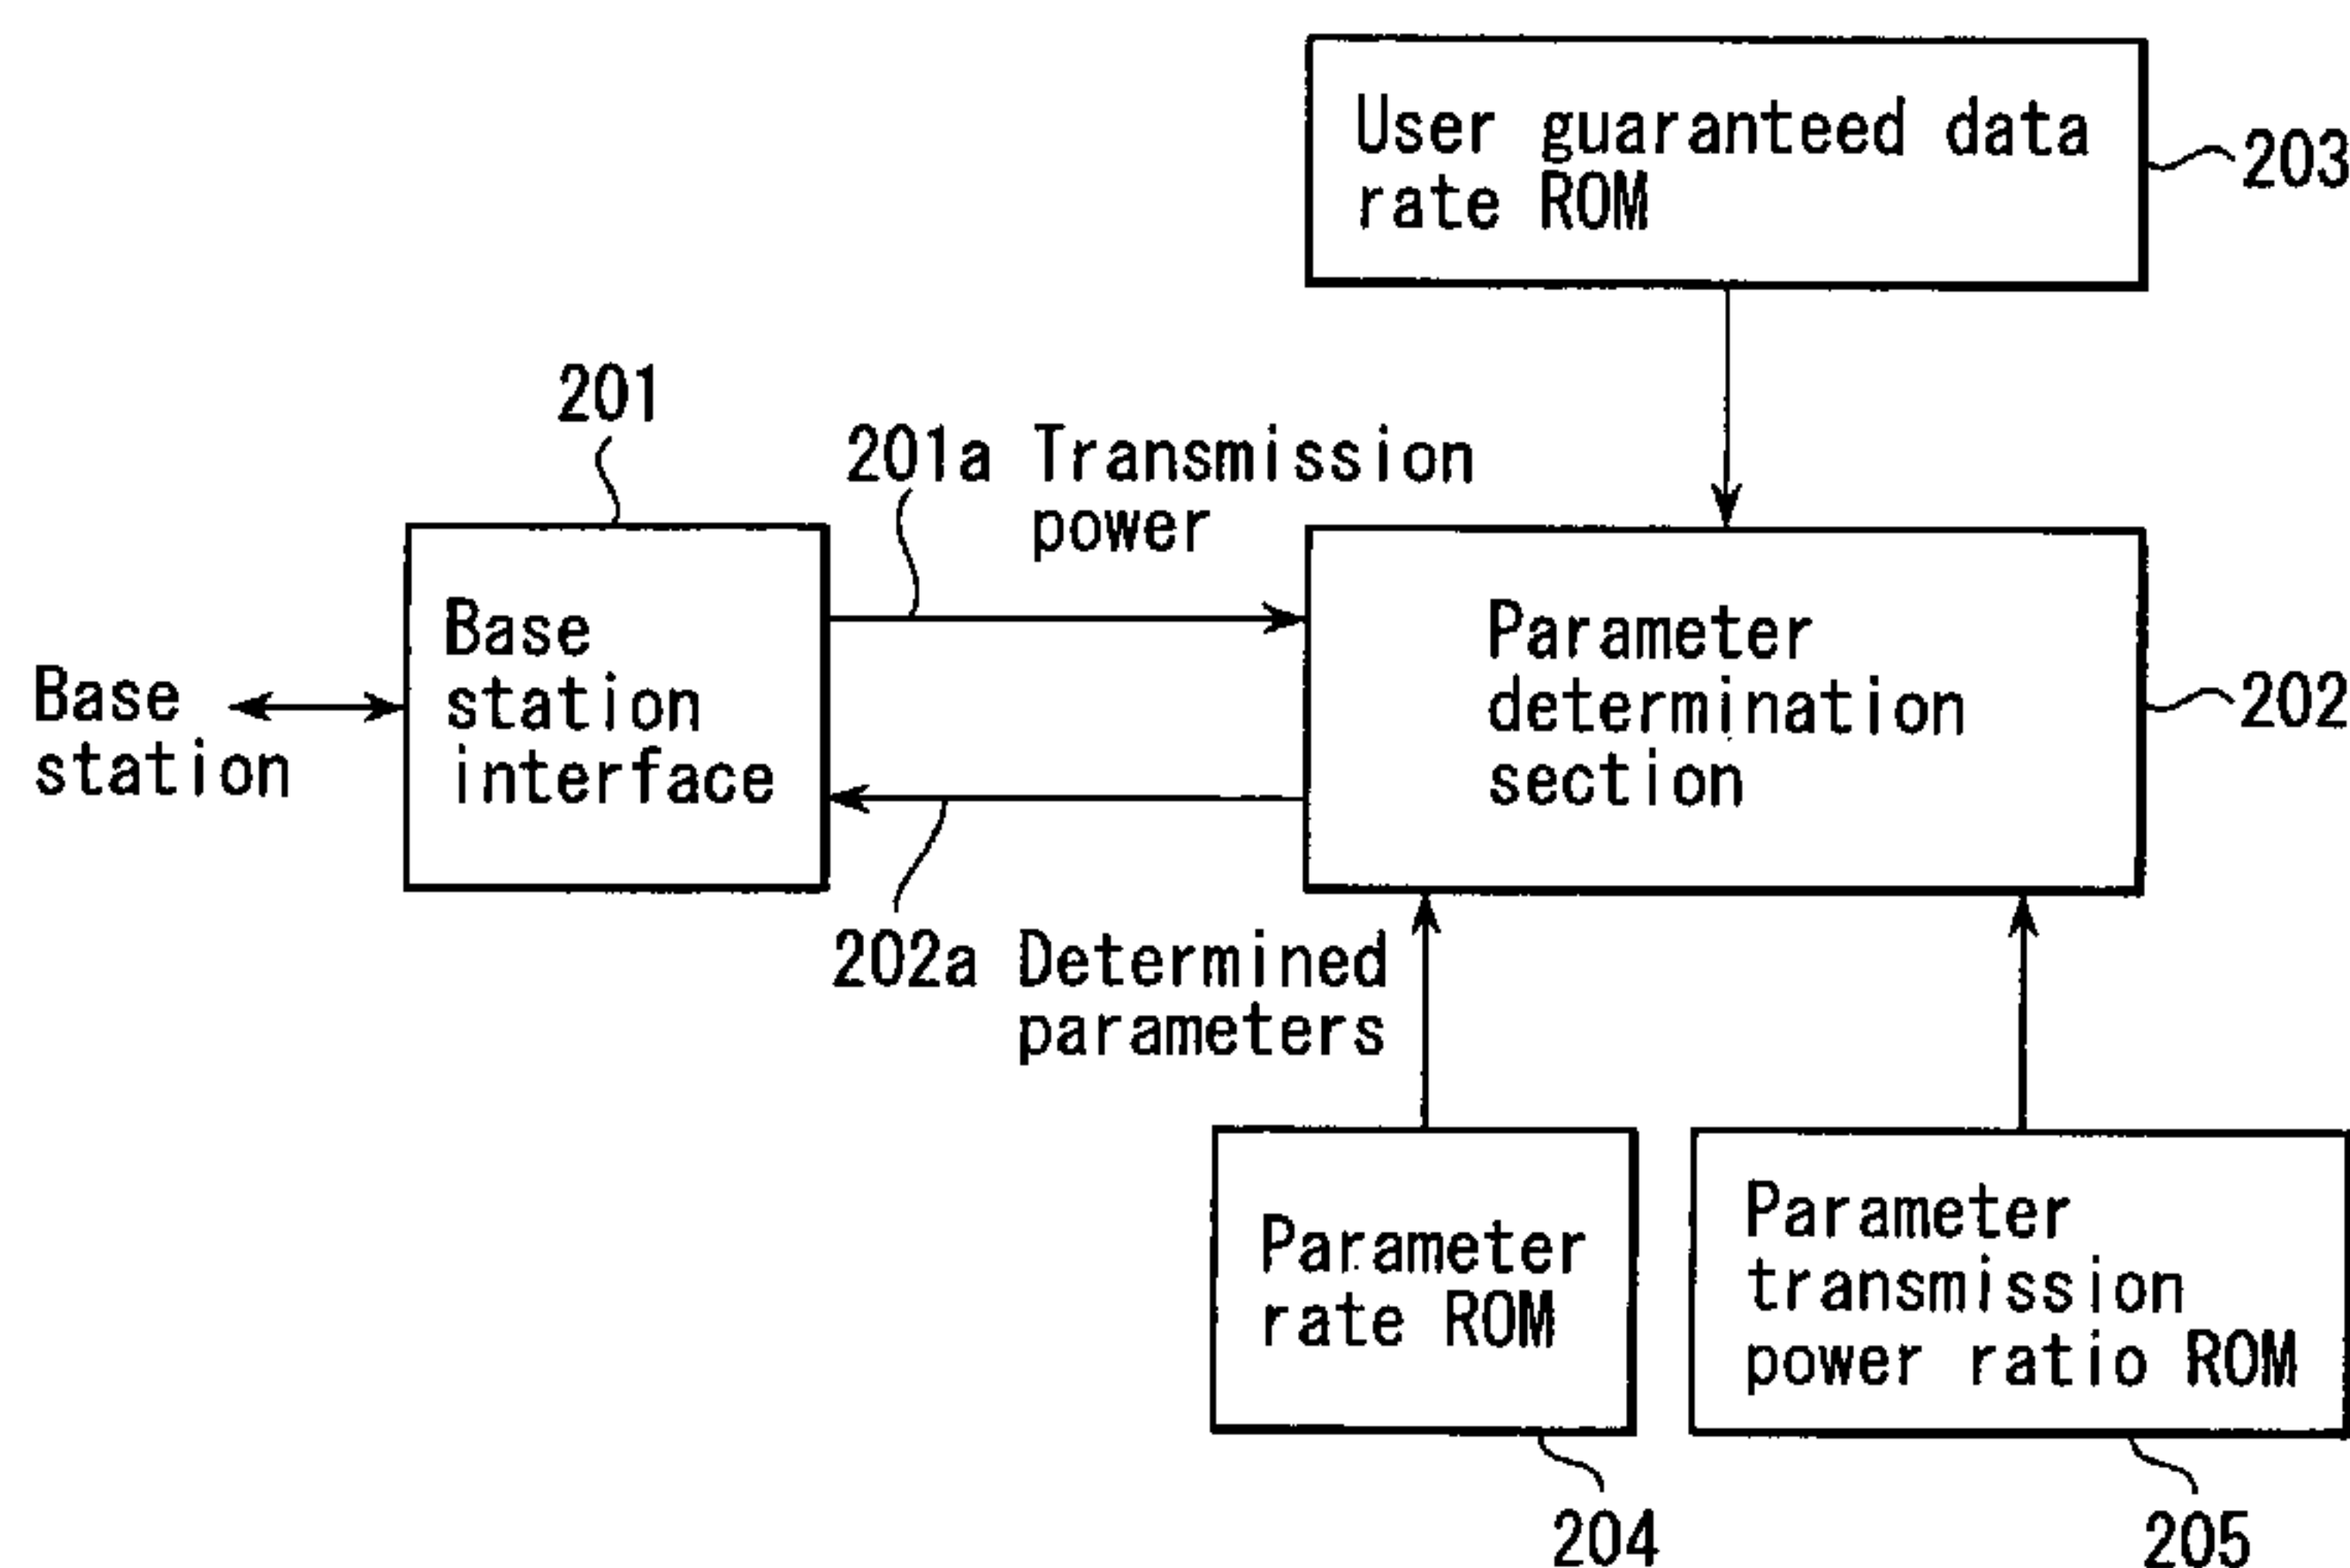 User guaranteed data
rate ROM
203
201
201a Transmission
power
Base
station
Base
station
interface
Parameter
determination
section
202
202a Determined
parameters
Parameter
rate ROM
Parameter
transmission
power ratio ROM
204
205